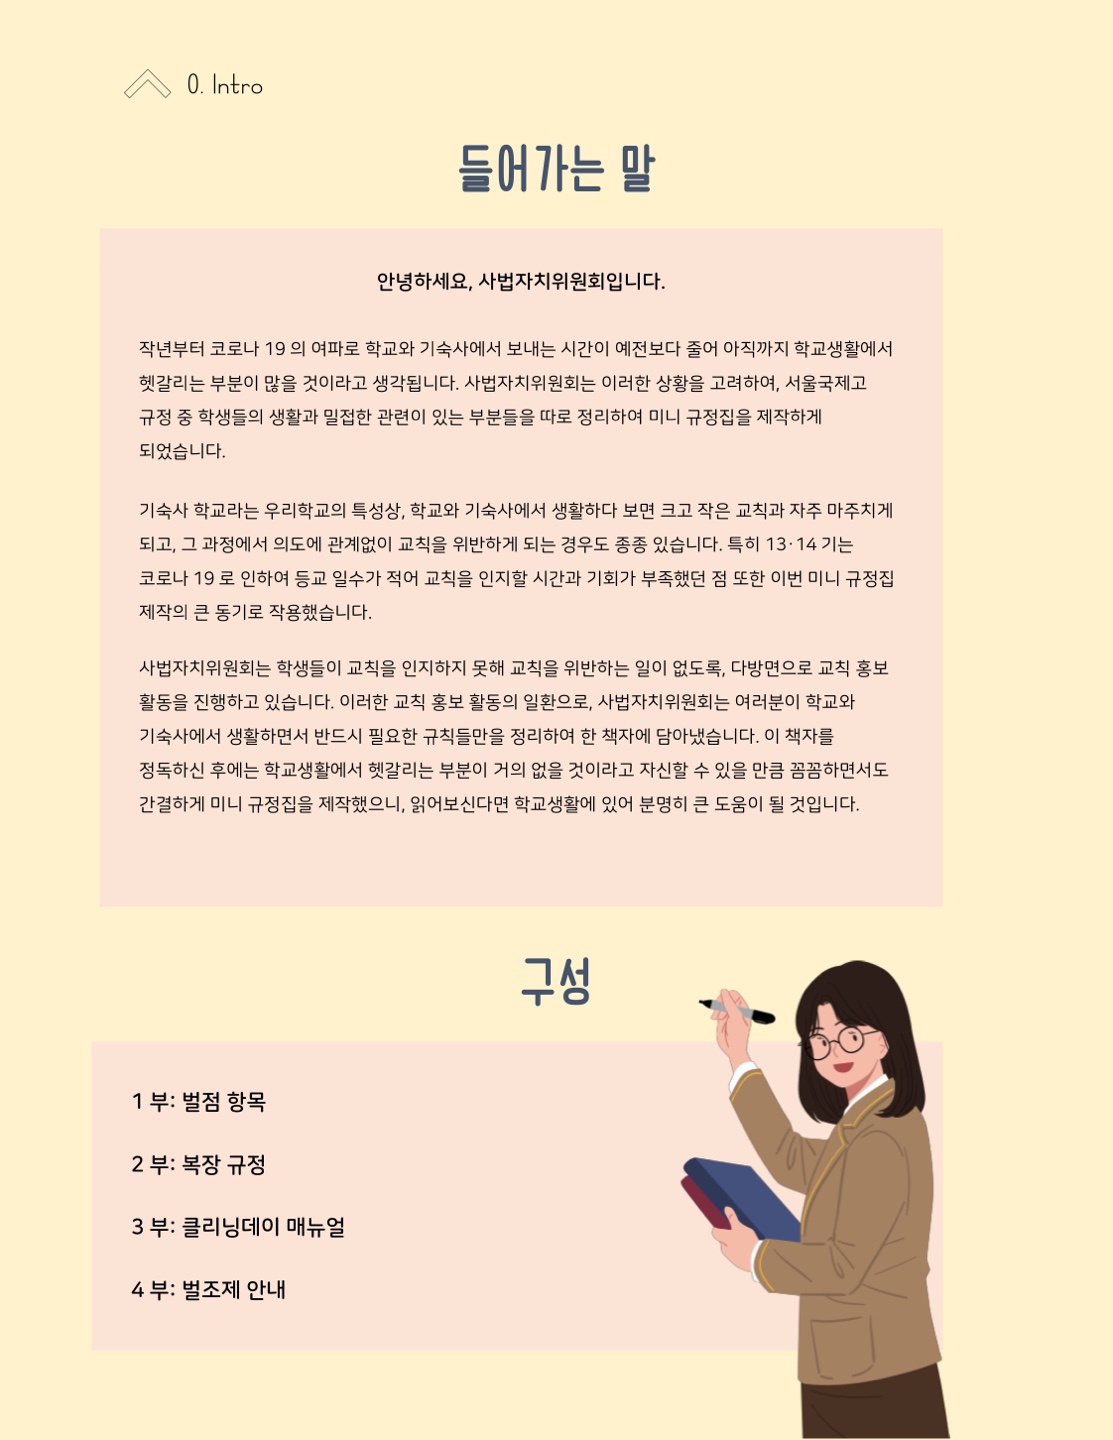 0. Intro
들어가는 말
안녕하세요, 사법자치위원회입니다.
작년부터 코로나 19 의 여파로 학교와 기숙사에서 보내는 시간이 예전보다 줄어 아직까지 학교생활에서
헷갈리는 부분이 많을 것이라고 생각됩니다. 사법자치위원회는 이러한 상황을 고려하여, 서울국제고
규정 중 학생들의 생활과 밀접한 관련이 있는 부분들을 따로 정리하여 미니 규정집을 제작하게
되었습니다.
기숙사 학교라는 우리학교의 특성상, 학교와 기숙사에서 생활하다 보면 크고 작은 교칙과 자주 마주치게
되고, 그 과정에서 의도에 관계없이 교칙을 위반하게 되는 경우도 종종 있습니다. 특히 13·14 기는
코로나 19 로 인하여 등교 일수가 적어 교칙을 인지할 시간과 기회가 부족했던 점 또한 이번 미니 규정집
제작의 큰 동기로 작용했습니다.
사법자치위원회는 학생들이 교칙을 인지하지 못해 교칙을 위반하는 일이 없도록, 다방면으로 교칙 홍보
활동을 진행하고 있습니다. 이러한 교칙 홍보 활동의 일환으로, 사법자치위원회는 여러분이 학교와
기숙사에서 생활하면서 반드시 필요한 규칙들만을 정리하여 한 책자에 담아냈습니다. 이 책자를
정독하신 후에는 학교생활에서 헷갈리는 부분이 거의 없을 것이라고 자신할 수 있을 만큼 꼼꼼하면서도
간결하게 미니 규정집을 제작했으니, 읽어보신다면 학교생활에 있어 분명히 큰 도움이 될 것입니다.
구성
1 부: 벌점 항목
2 부: 복장 규정
3 부: 클리닝데이 매뉴얼
4 부: 벌조제 안내